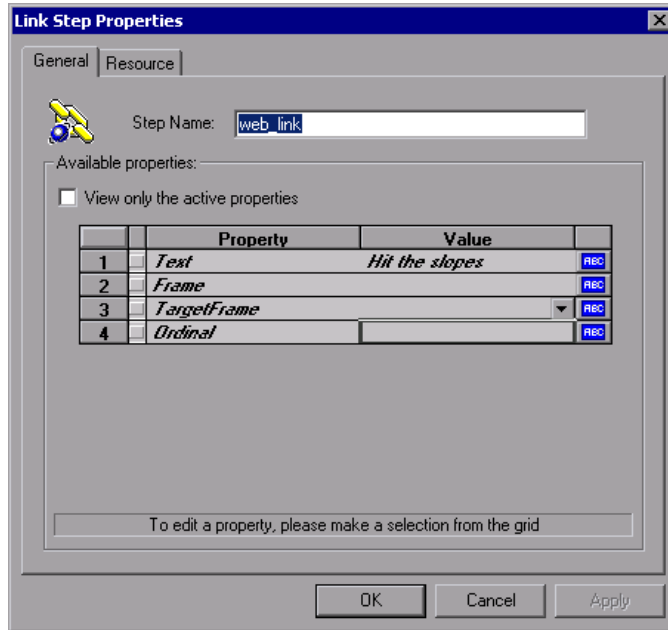 Link Step Properties
General Resource
Step Name: web_link
Available properties:
View only the active properties
Property Value
1 Text Hit the slopes ABC
2 Frame ABC
3 TargetFrame ABC
4 Ordinal ABC
To edit a property, please make a selection from the grid
OK Cancel Apply